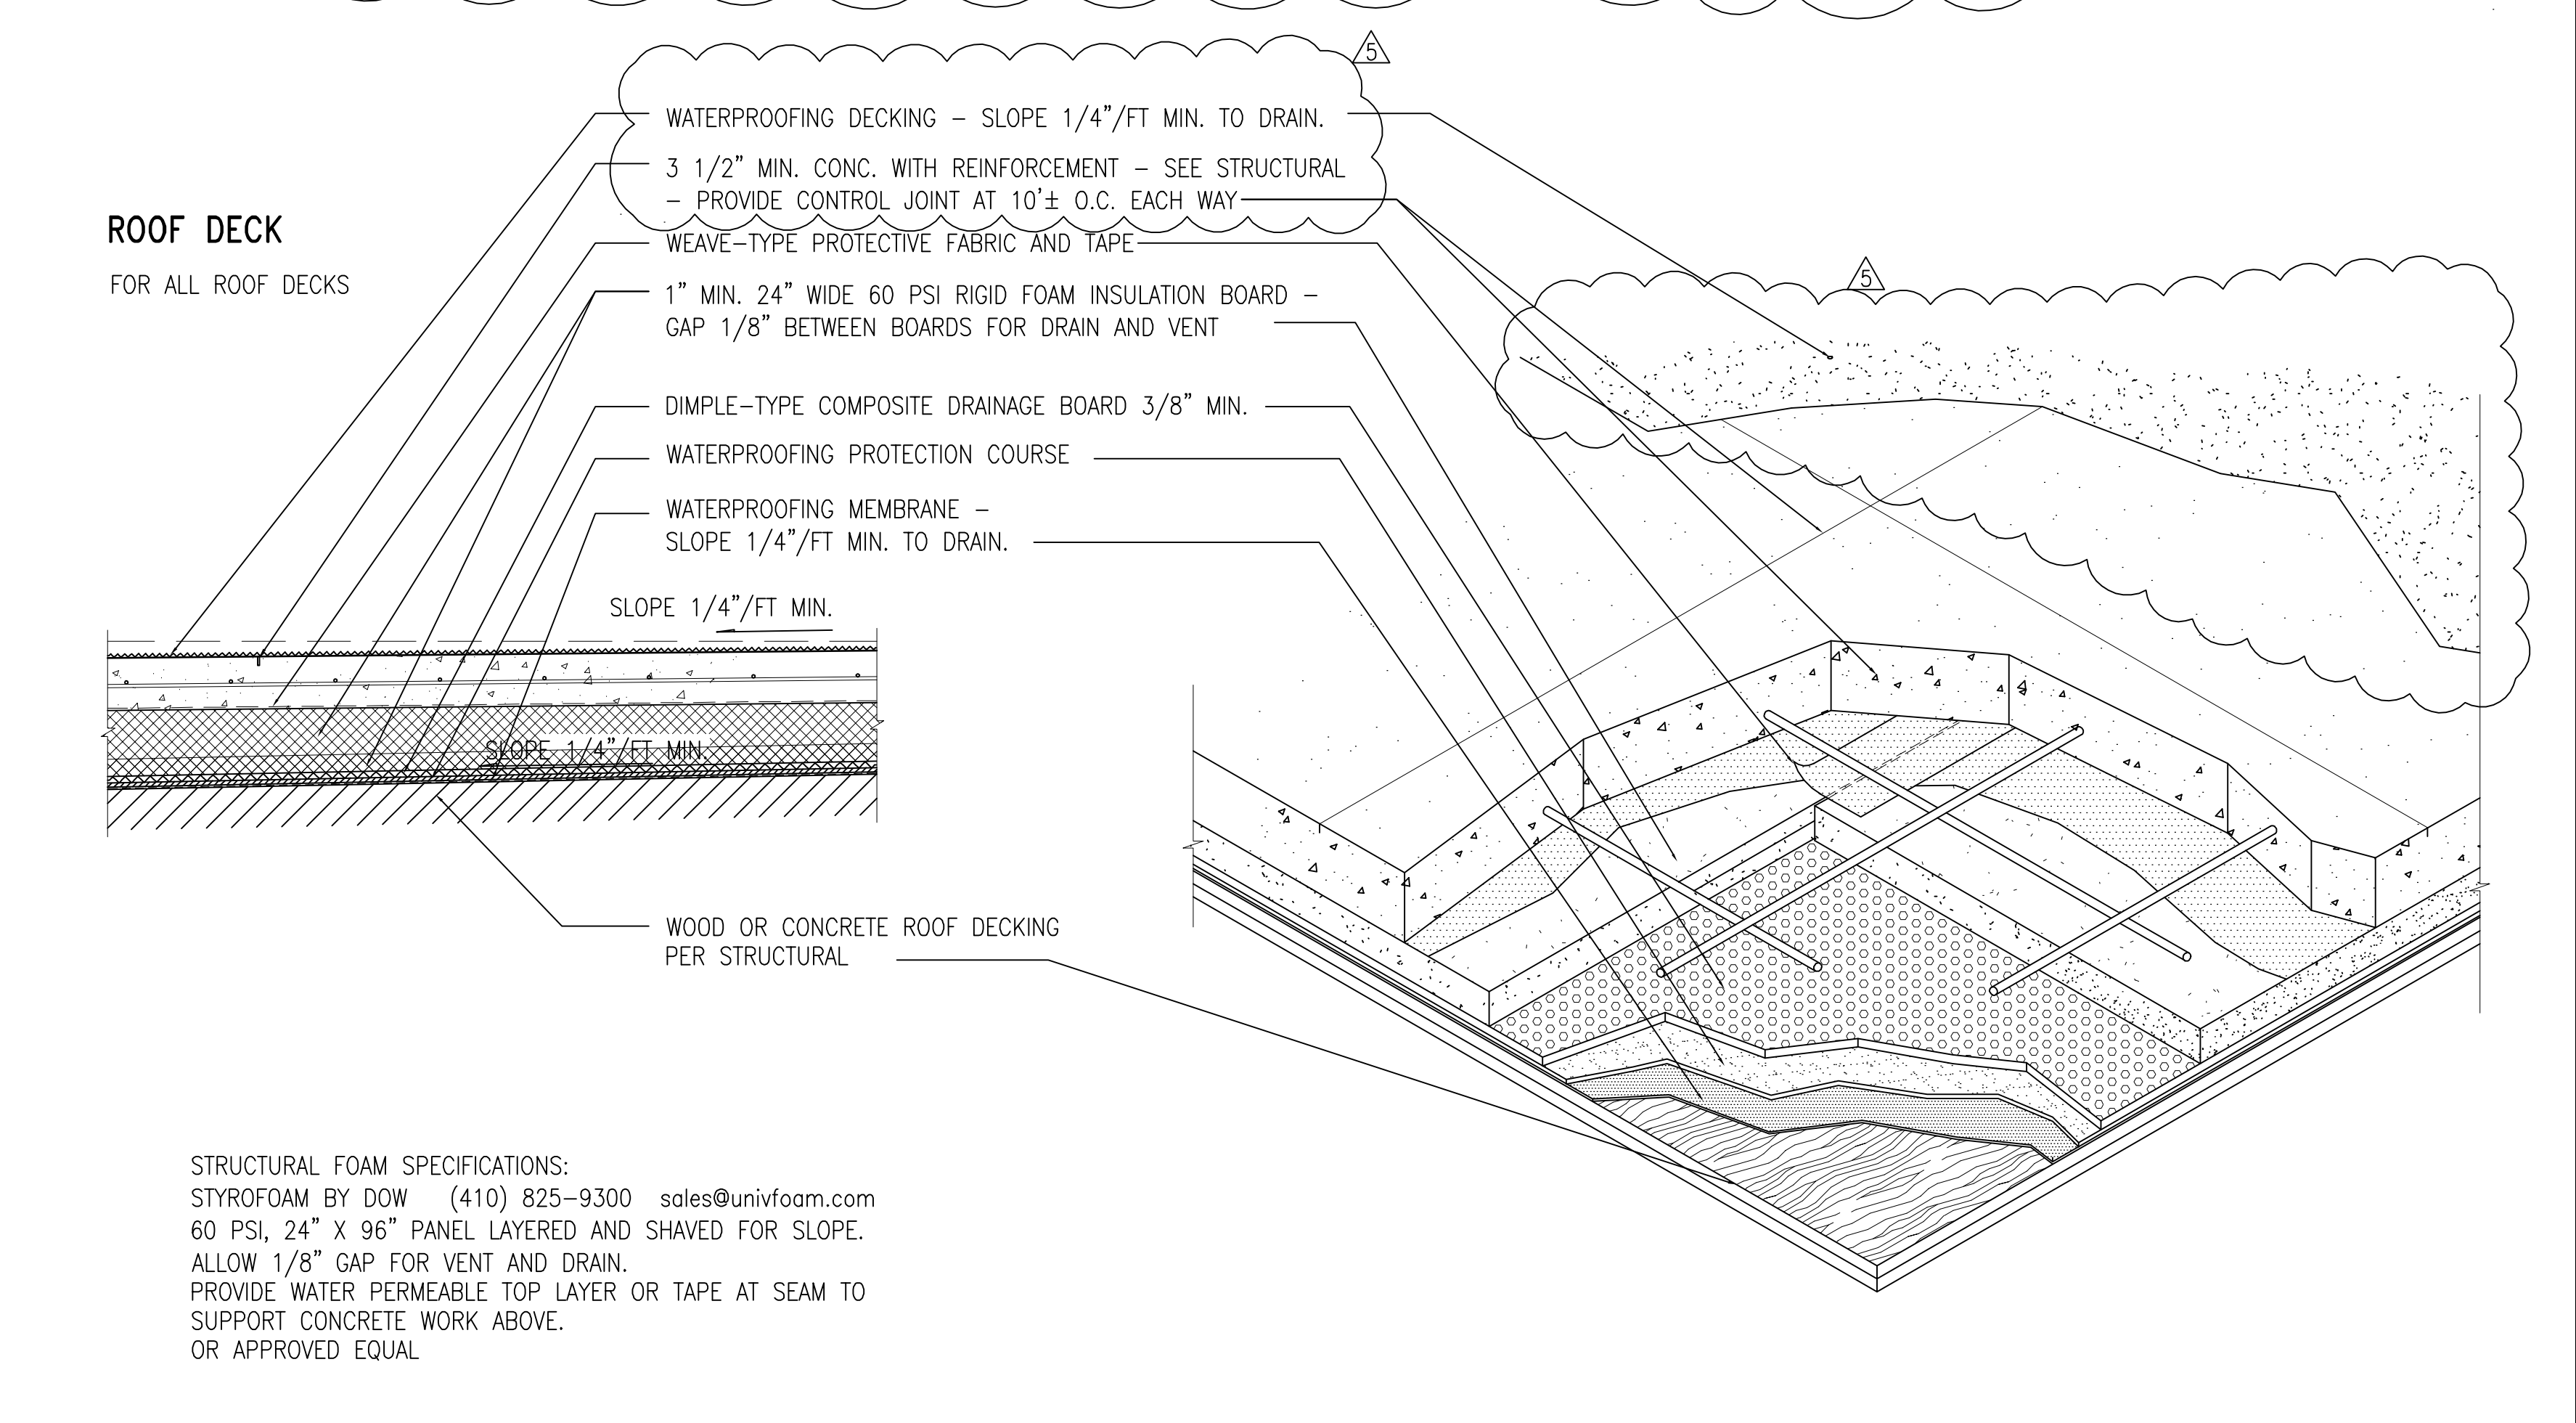 5
WATERPROOFING DECKING – SLOPE 1/4”/FT MIN. TO DRAIN.
3 1/2” MIN. CONC. WITH REINFORCEMENT – SEE STRUCTURAL
– PROVIDE CONTROL JOINT AT 10'± O.C. EACH WAY
ROOF DECK
FOR ALL ROOF DECKS
WEAVE–TYPE PROTECTIVE FABRIC AND TAPE
5
1” MIN. 24” WIDE 60 PSI RIGID FOAM INSULATION BOARD –
GAP 1/8” BETWEEN BOARDS FOR DRAIN AND VENT
DIMPLE–TYPE COMPOSITE DRAINAGE BOARD 3/8” MIN.
WATERPROOFING PROTECTION COURSE
WATERPROOFING MEMBRANE –
SLOPE 1/4”/FT MIN. TO DRAIN.
SLOPE 1/4”/FT MIN.
SLOPE 1/4”/FT MIN.
WOOD OR CONCRETE ROOF DECKING
PER STRUCTURAL
STRUCTURAL FOAM SPECIFICATIONS:
STYROFOAM BY DOW (410) 825–9300 sales@univfoam.com
60 PSI, 24” X 96” PANEL LAYERED AND SHAVED FOR SLOPE.
ALLOW 1/8” GAP FOR VENT AND DRAIN.
PROVIDE WATER PERMEABLE TOP LAYER OR TAPE AT SEAM TO
SUPPORT CONCRETE WORK ABOVE.
OR APPROVED EQUAL